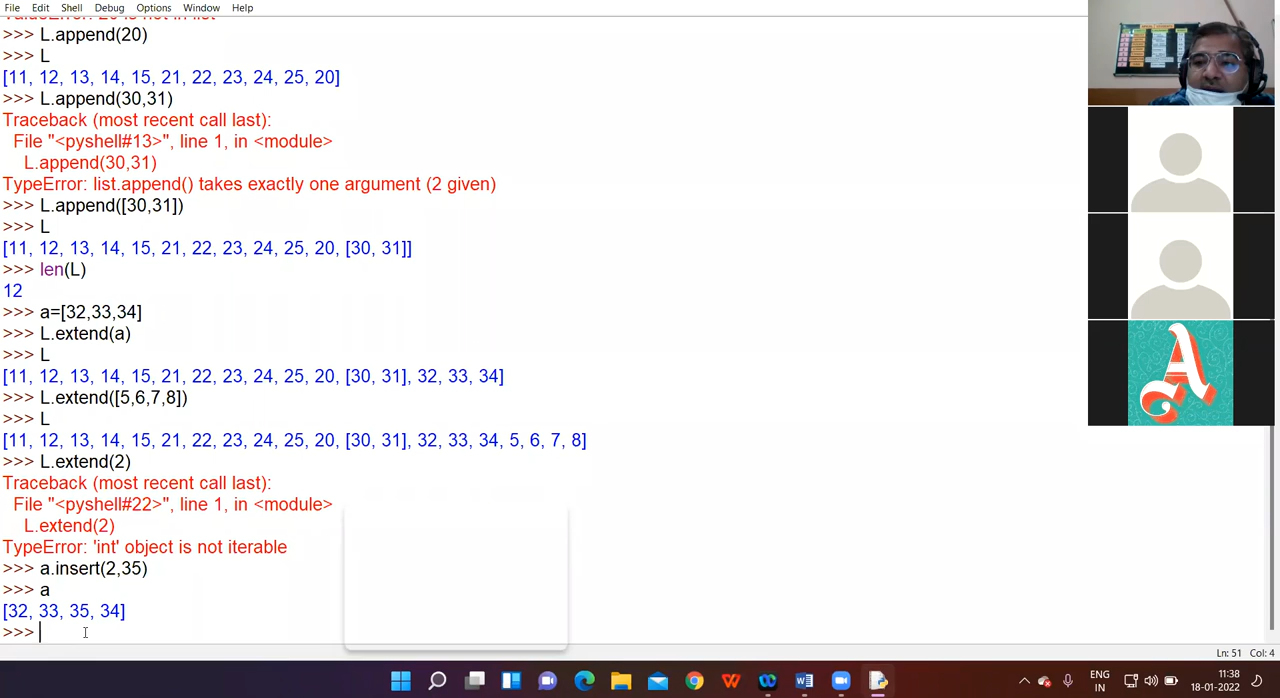 File Edit Shell Debug Options Window Help
ValueError: 20 is not in list
>>> L.append(20)
>>> L
[11, 12, 13, 14, 15, 21, 22, 23, 24, 25, 20]
>>> L.append(30,31)
Traceback (most recent call last):
  File "<pyshell#13>", line 1, in <module>
    L.append(30,31)
TypeError: list.append() takes exactly one argument (2 given)
>>> L.append([30,31])
>>> L
[11, 12, 13, 14, 15, 21, 22, 23, 24, 25, 20, [30, 31]]
>>> len(L)
12
>>> a=[32,33,34]
>>> L.extend(a)
>>> L
[11, 12, 13, 14, 15, 21, 22, 23, 24, 25, 20, [30, 31], 32, 33, 34]
>>> L.extend([5,6,7,8])
>>> L
[11, 12, 13, 14, 15, 21, 22, 23, 24, 25, 20, [30, 31], 32, 33, 34, 5, 6, 7, 8]
>>> L.extend(2)
Traceback (most recent call last):
  File "<pyshell#22>", line 1, in <module>
    L.extend(2)
TypeError: 'int' object is not iterable
>>> a.insert(2,35)
>>> a
[32, 33, 35, 34]
>>>
Ln: 51 Col: 4
ENG
IN
11:38
18-01-2022
A